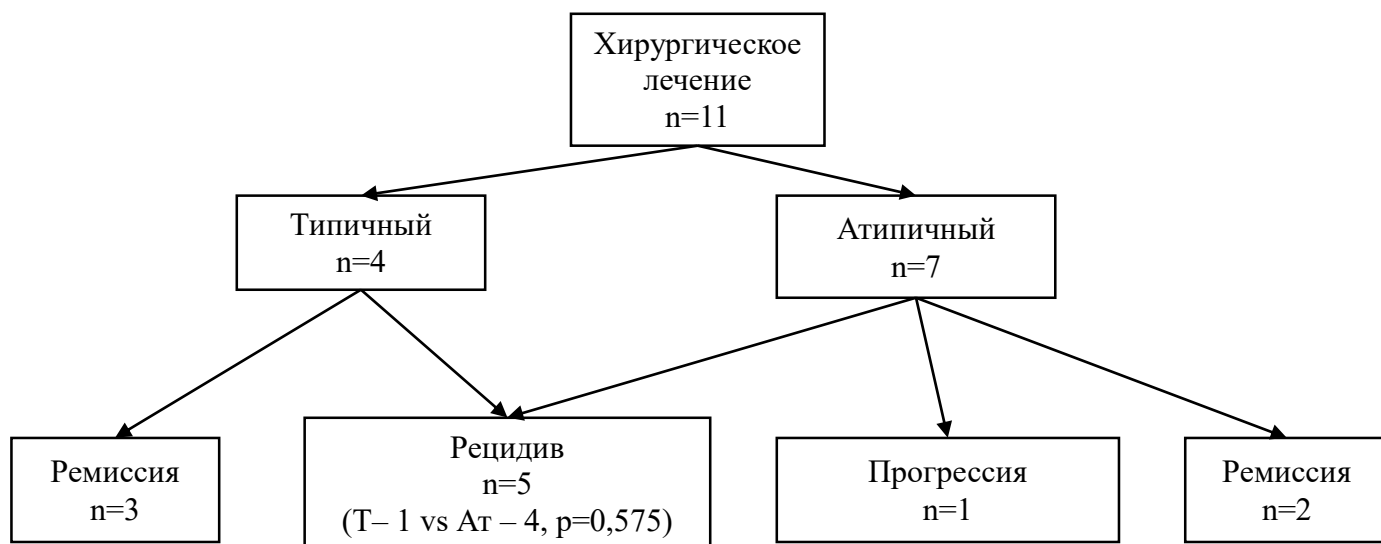 Хирургическое
лечение
n=11
Типичный
n=4
Атипичный
n=7
Ремиссия
n=3
Рецидив
n=5
(Т– 1 vs Ат – 4, p=0,575)
Прогрессия
n=1
Ремиссия
n=2